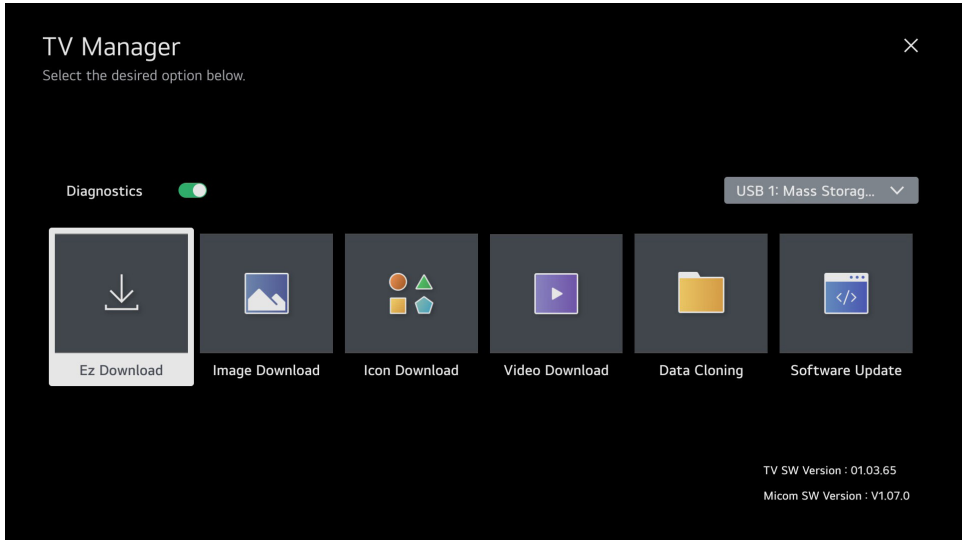 TV Manager
Select the desired option below.
Diagnostics
USB 1: Mass Storag...
</>
Ez Download
Image Download
Icon Download
Video Download
Data Cloning
Software Update
TV SW Version : 01.03.65
Micom SW Version : V1.07.0